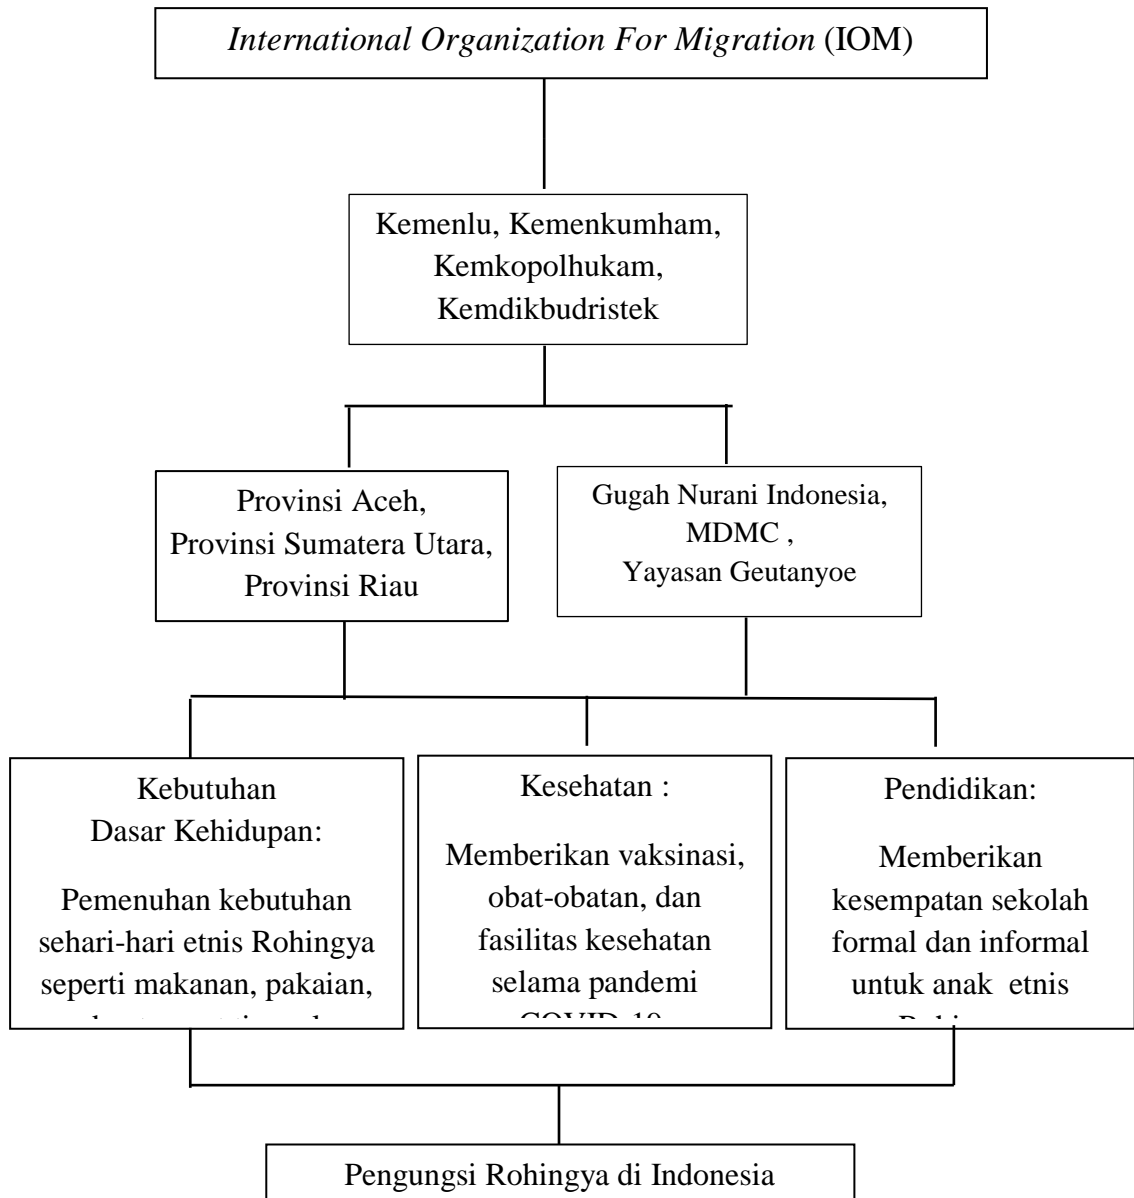 International Organization For Migration (IOM)
Kemenlu, Kemenkumham,
Kemkopolhukam,
Kemdikbudristek
Provinsi Aceh,
Provinsi Sumatera Utara,
Provinsi Riau
Gugah Nurani Indonesia,
MDMC ,
Yayasan Geutanyoe
Kebutuhan
Dasar Kehidupan:
Pemenuhan kebutuhan
sehari-hari etnis Rohingya
seperti makanan, pakaian,
Kesehatan :
Memberikan vaksinasi,
obat-obatan, dan
fasilitas kesehatan
selama pandemi
COVID-19
Pendidikan:
Memberikan
kesempatan sekolah
formal dan informal
untuk anak etnis
Pengungsi Rohingya di Indonesia